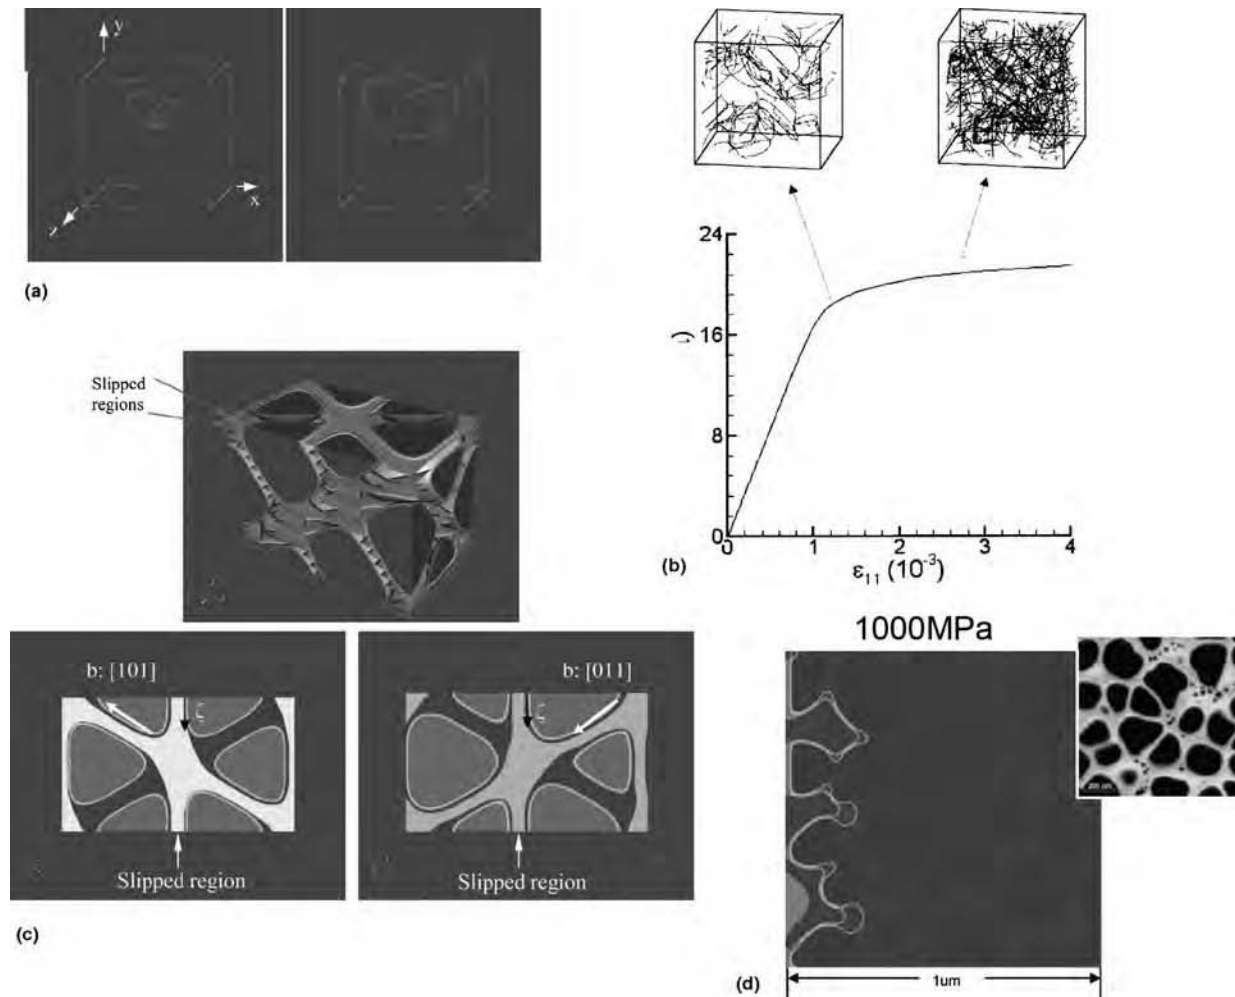 y
x
z
(a)
24
16
8
0
0
1
2
3
4
ε₁₁ (10⁻³)
(b)
Slipped
regions
b: [101]
ζ
Slipped region
b: [011]
ζ
Slipped region
(c)
1000MPa
1um
(d)